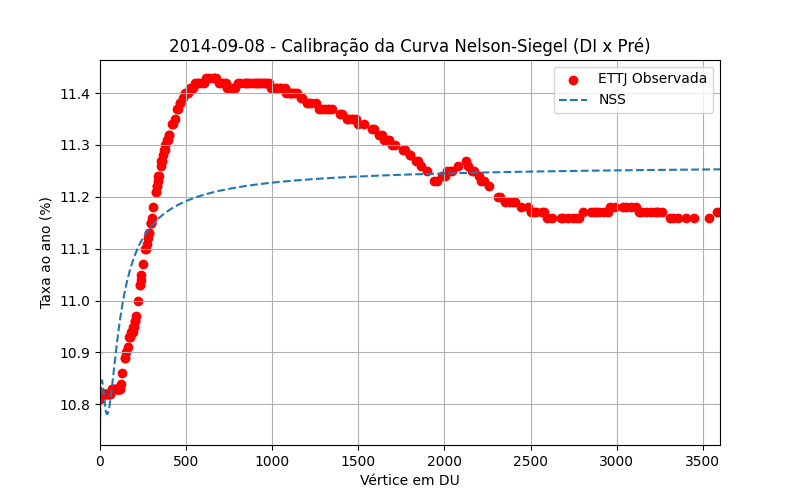 2014-09-08 - Calibração da Curva Nelson-Siegel (DI x Pré)
ETTJ Observada
NSS
Taxa ao ano (%)
11.4
11.3
11.2
11.1
11.0
10.9
10.8
0 500 1000 1500 2000 2500 3000 3500
Vértice em DU